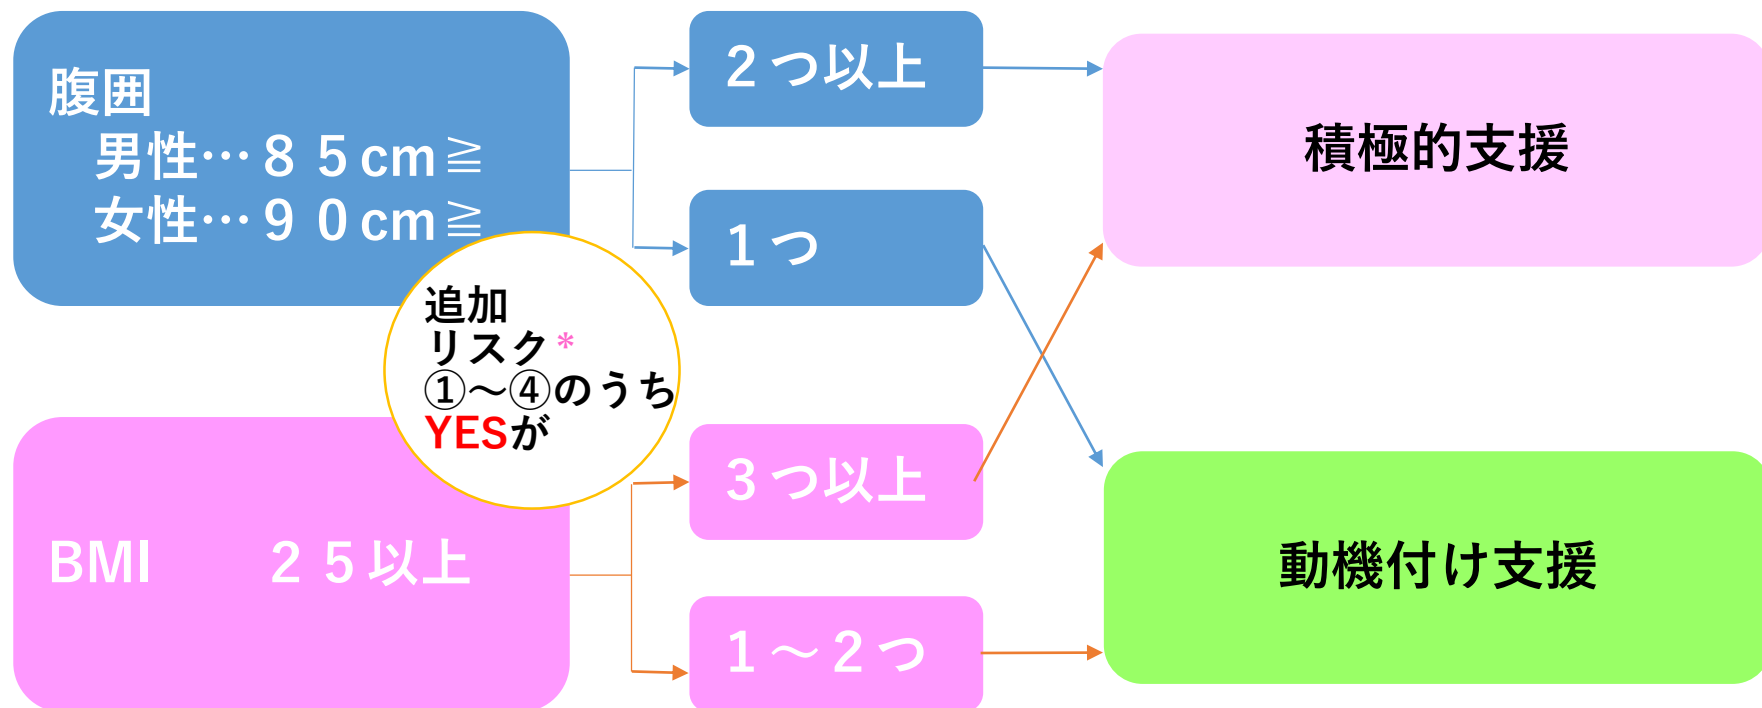 腹囲
男性…８５cm≧
女性…９０cm≧
追加
リスク*
①～④のうち
YESが
BMI　　２５以上
２つ以上
１つ
３つ以上
１～２つ
積極的支援
動機付け支援